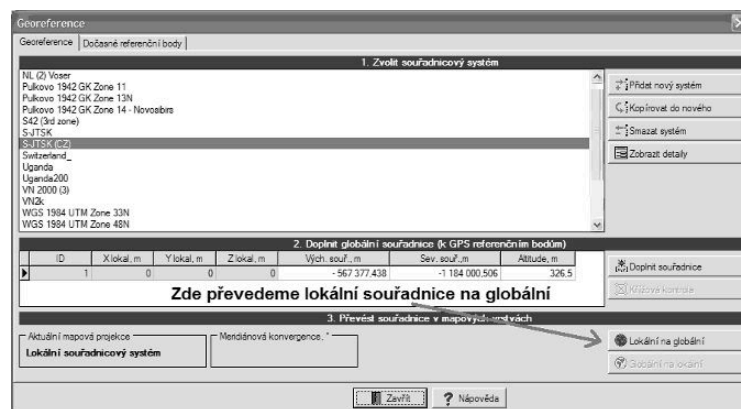 Georeference
Georeference Dočasné referenční body
1. Zvolit souřadnicový systém
NL (2) Voser
Pulkovo 1942 GK Zone 11
Pulkovo 1942 GK Zone 13N
Pulkovo 1942 GK Zone 14 - Novosibirs
S42 (3rd zone)
S-JTSK
S-JTSK (CZ)
Switzerland_
Uganda
Uganda200
VN 2000 (3)
VN2k
WGS 1984 UTM Zone 33N
WGS 1984 UTM Zone 48N
Přidat nový systém
Kopírovat do nového
Smazat systém
Zobrazit detaily
2. Doplnit globální souřadnice (k GPS referenčním bodům)
ID X lokal, m Y lokal, m Z lokal, m Vých. souř., m Sev. souř.,m Altitude, m
1 0 0 0 - 567 377.438 -1 184 000.506 326.5
Doplnit souřadnice
Křížová kontrola
Zde převedeme lokální souřadnice na globální
3. Převést souřadnice v mapových vrstvách
Aktuální mapová projekce
Lokální souřadnicový systém
Meridiánová konvergence, °
Lokální na globální
Globální na lokální
Zavřít
? Nápověda